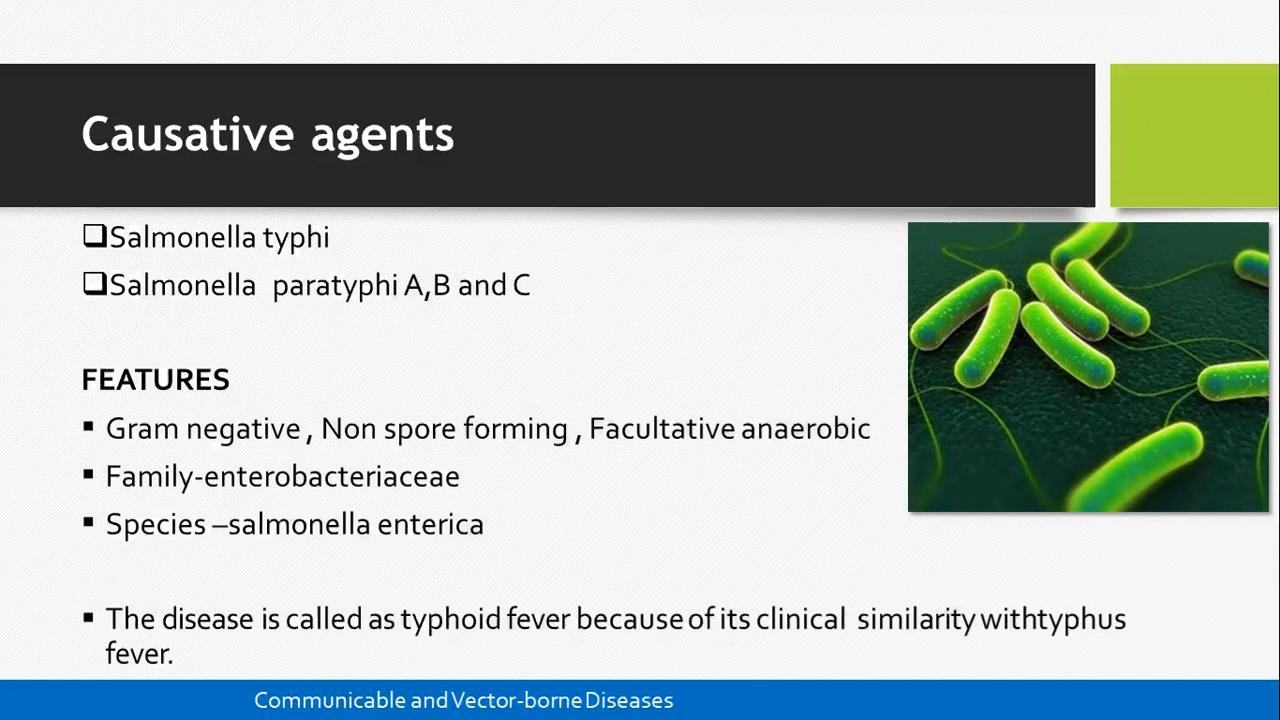 Causative agents
❑Salmonella typhi
❑Salmonella paratyphi A,B and C
FEATURES
▪ Gram negative , Non spore forming , Facultative anaerobic
▪ Family-enterobacteriaceae
▪ Species –salmonella enterica
▪ The disease is called as typhoid fever because of its clinical similarity withtyphus
fever.
Communicable and Vector-borne Diseases